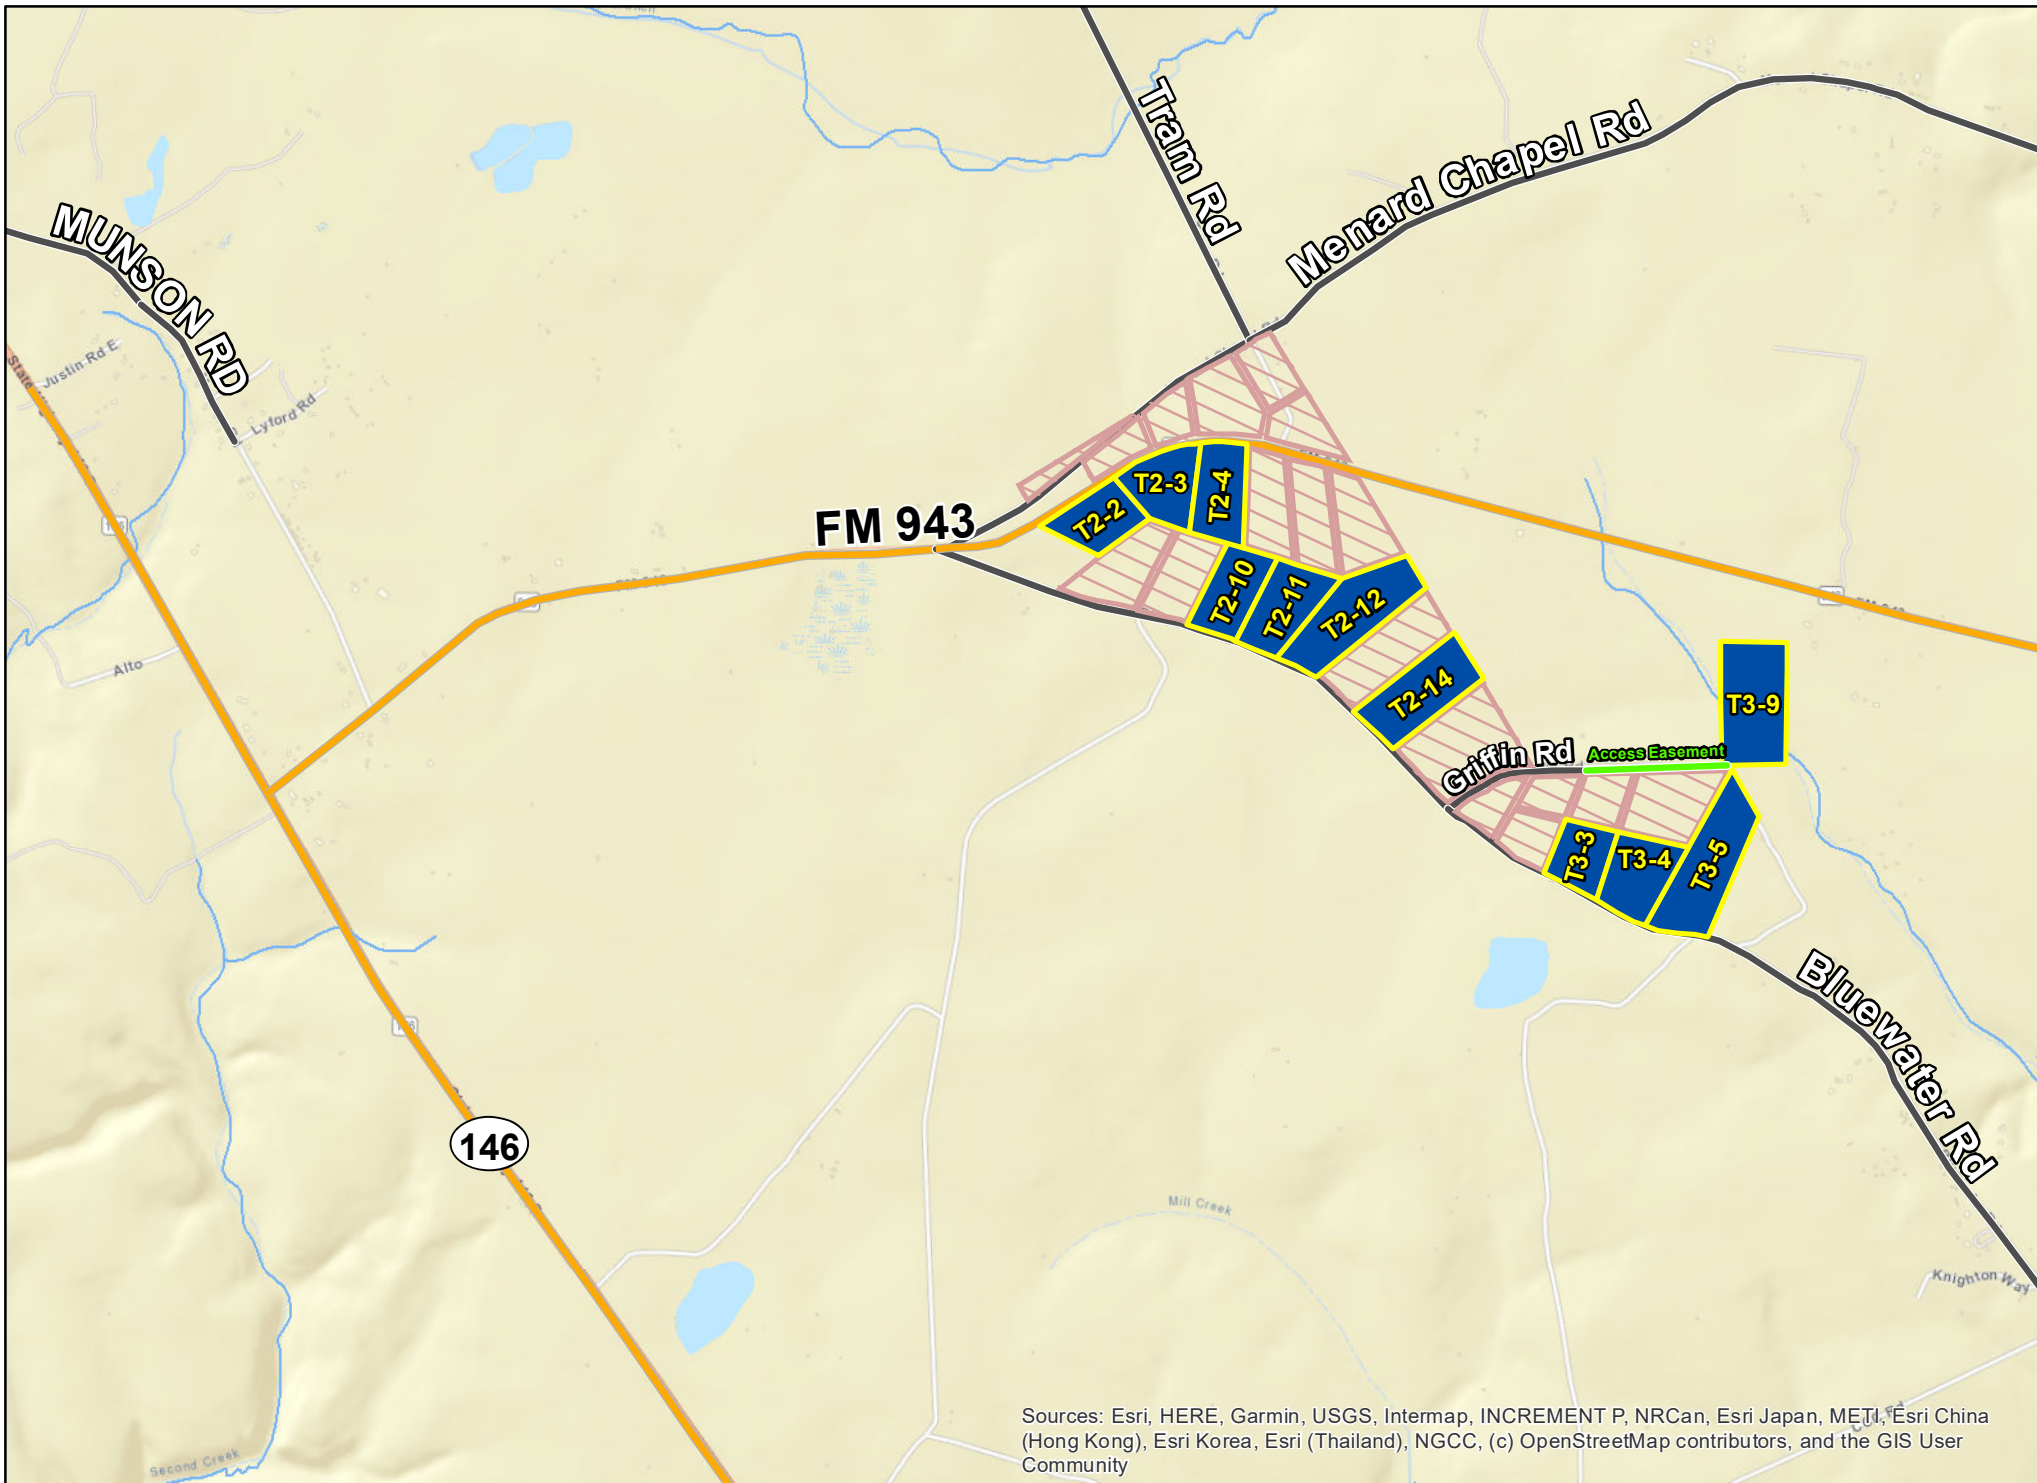 Tram Rd
Menard Chapel Rd
MUNSON RD
Justin Rd E
Lyford Rd
FM 943
T2-2
T2-3
T2-4
T2-10
T2-11
T2-12
T2-14
Alto
T3-9
Griffin Rd
Access Easement
T3-3
T3-4
T3-5
Bluewater Rd
146
Mill Creek
Knighton Way
Second Creek
Sources: Esri, HERE, Garmin, USGS, Intermap, INCREMENT P, NRCan, Esri Japan, METI, Esri China
(Hong Kong), Esri Korea, Esri (Thailand), NGCC, (c) OpenStreetMap contributors, and the GIS User
Community